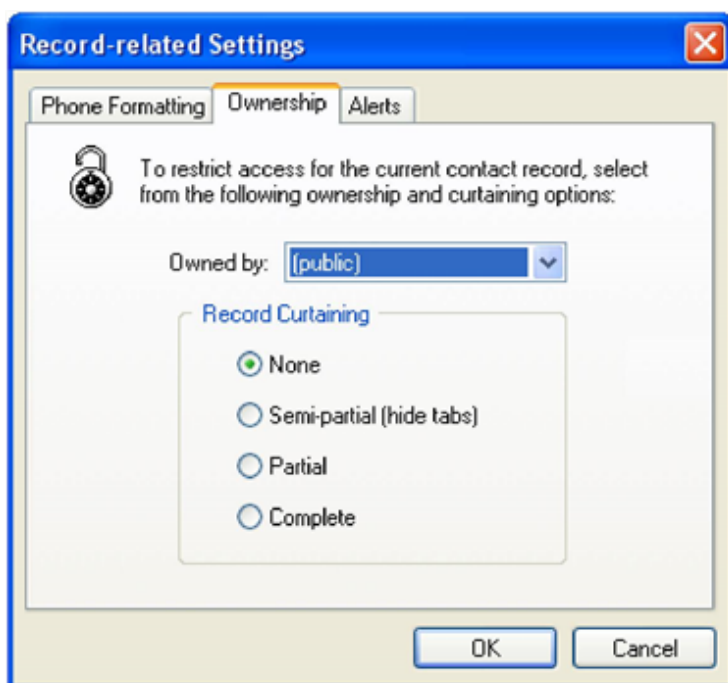 Record-related Settings
Phone Formatting Ownership Alerts
To restrict access for the current contact record, select
from the following ownership and curtaining options:
Owned by: (public)
Record Curtaining
None
Semi-partial (hide tabs)
Partial
Complete
OK Cancel